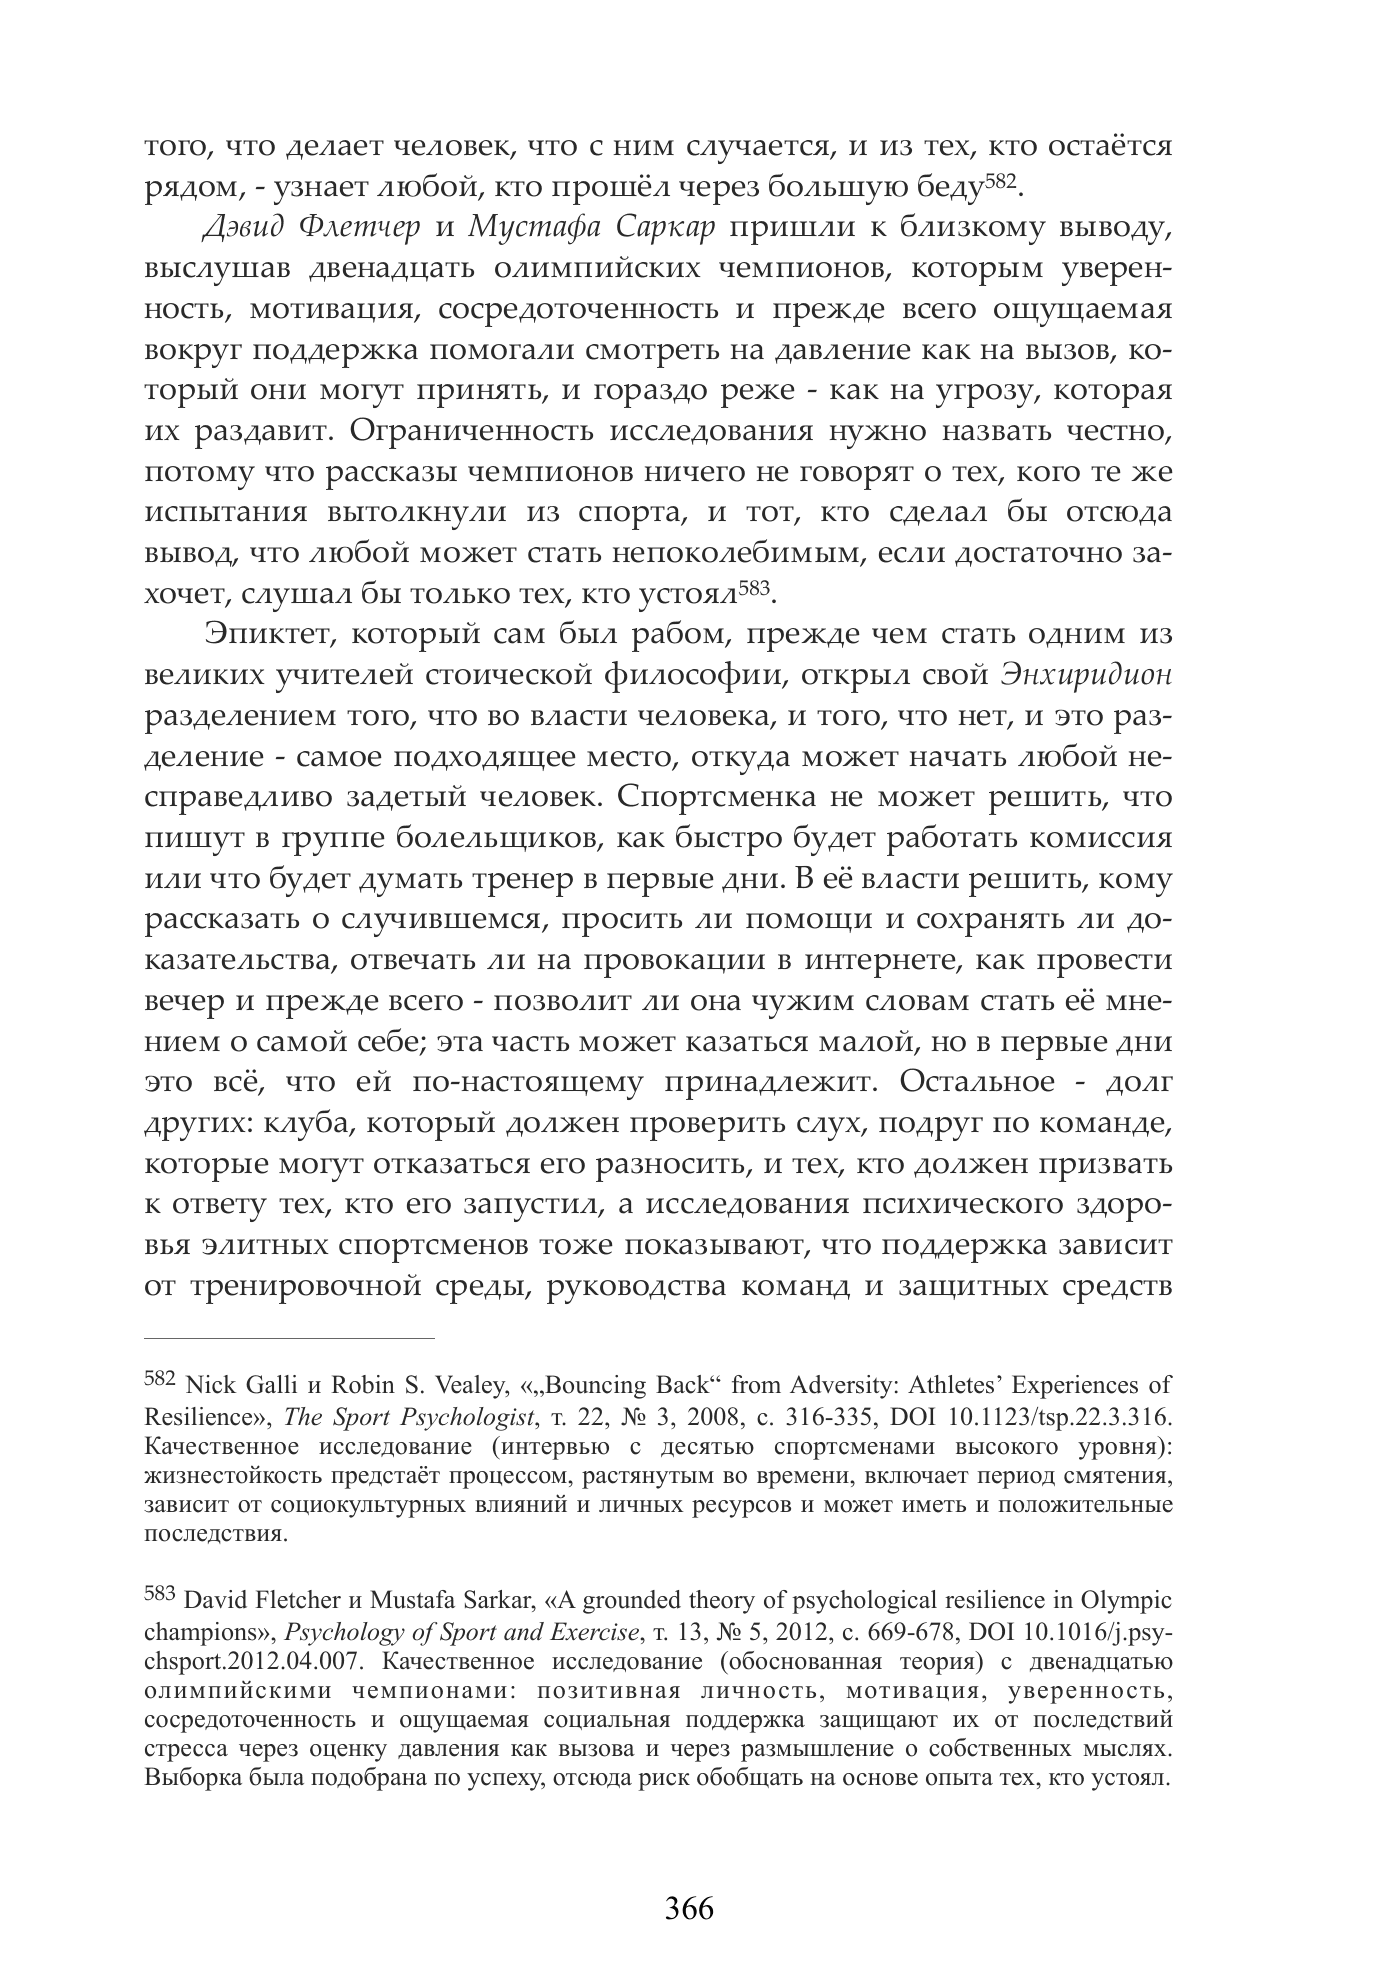 того, что делает человек, что с ним случается, и из тех, кто остаётся
рядом, - узнает любой, кто прошёл через большую беду582.
Дэвид Флетчер и Мустафа Саркар пришли к близкому выводу,
выслушав двенадцать олимпийских чемпионов, которым уверен-
ность, мотивация, сосредоточенность и прежде всего ощущаемая
вокруг поддержка помогали смотреть на давление как на вызов, ко-
торый они могут принять, и гораздо реже - как на угрозу, которая
их раздавит. Ограниченность исследования нужно назвать честно,
потому что рассказы чемпионов ничего не говорят о тех, кого те же
испытания вытолкнули из спорта, и тот, кто сделал бы отсюда
вывод, что любой может стать непоколебимым, если достаточно за-
хочет, слушал бы только тех, кто устоял583.
Эпиктет, который сам был рабом, прежде чем стать одним из
великих учителей стоической философии, открыл свой Энхиридион
разделением того, что во власти человека, и того, что нет, и это раз-
деление - самое подходящее место, откуда может начать любой не-
справедливо задетый человек. Спортсменка не может решить, что
пишут в группе болельщиков, как быстро будет работать комиссия
или что будет думать тренер в первые дни. В её власти решить, кому
рассказать о случившемся, просить ли помощи и сохранять ли до-
казательства, отвечать ли на провокации в интернете, как провести
вечер и прежде всего - позволит ли она чужим словам стать её мне-
нием о самой себе; эта часть может казаться малой, но в первые дни
это всё, что ей по-настоящему принадлежит. Остальное - долг
других: клуба, который должен проверить слух, подруг по команде,
которые могут отказаться его разносить, и тех, кто должен призвать
к ответу тех, кто его запустил, а исследования психического здоро-
вья элитных спортсменов тоже показывают, что поддержка зависит
от тренировочной среды, руководства команд и защитных средств
582 Nick Galli и Robin S. Vealey, «„Bouncing Back“ from Adversity: Athletes’ Experiences of
Resilience», The Sport Psychologist, т. 22, № 3, 2008, с. 316-335, DOI 10.1123/tsp.22.3.316.
Качественное исследование (интервью с десятью спортсменами высокого уровня):
жизнестойкость предстаёт процессом, растянутым во времени, включает период смятения,
зависит от социокультурных влияний и личных ресурсов и может иметь и положительные
последствия.
583 David Fletcher и Mustafa Sarkar, «A grounded theory of psychological resilience in Olympic
champions», Psychology of Sport and Exercise, т. 13, № 5, 2012, с. 669-678, DOI 10.1016/j.psy-
chsport.2012.04.007. Качественное исследование (обоснованная теория) с двенадцатью
олимпийскими чемпионами: позитивная личность, мотивация, уверенность,
сосредоточенность и ощущаемая социальная поддержка защищают их от последствий
стресса через оценку давления как вызова и через размышление о собственных мыслях.
Выборка была подобрана по успеху, отсюда риск обобщать на основе опыта тех, кто устоял.
366